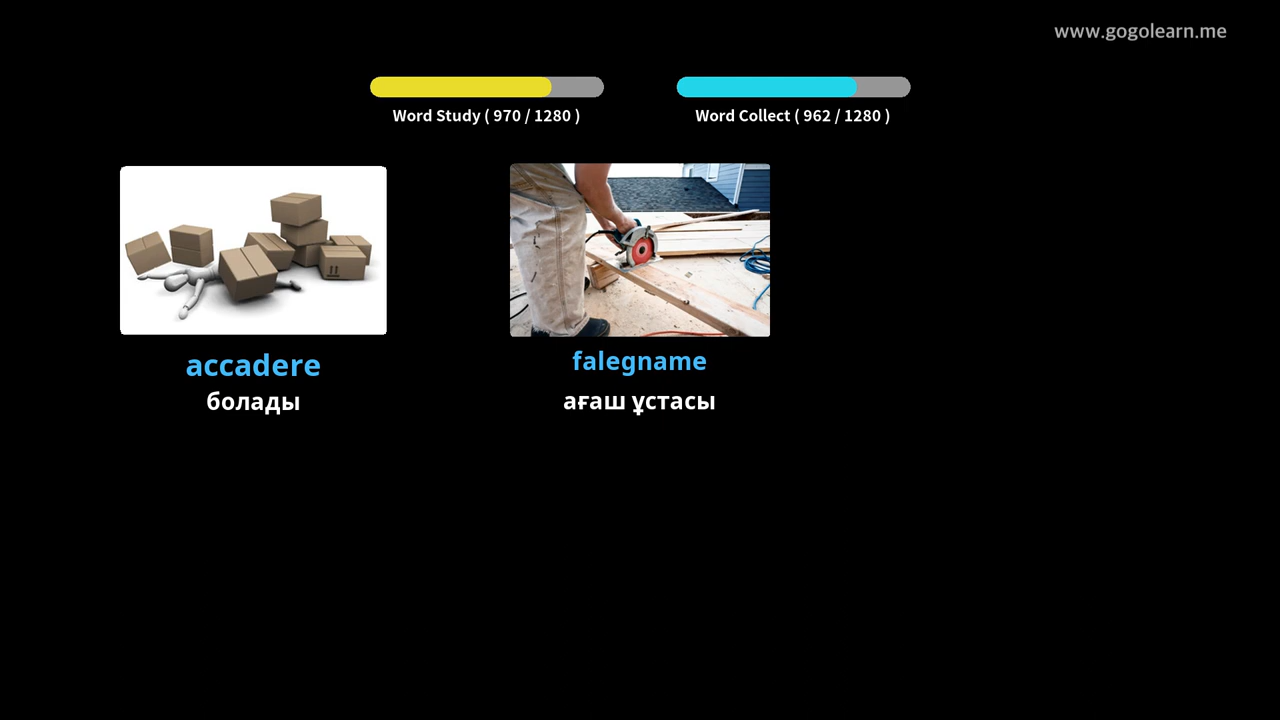 www.gogolearn.me
Word Study ( 970 / 1280 )
Word Collect ( 962 / 1280 )
accadere
болады
falegname
ағаш ұстасы